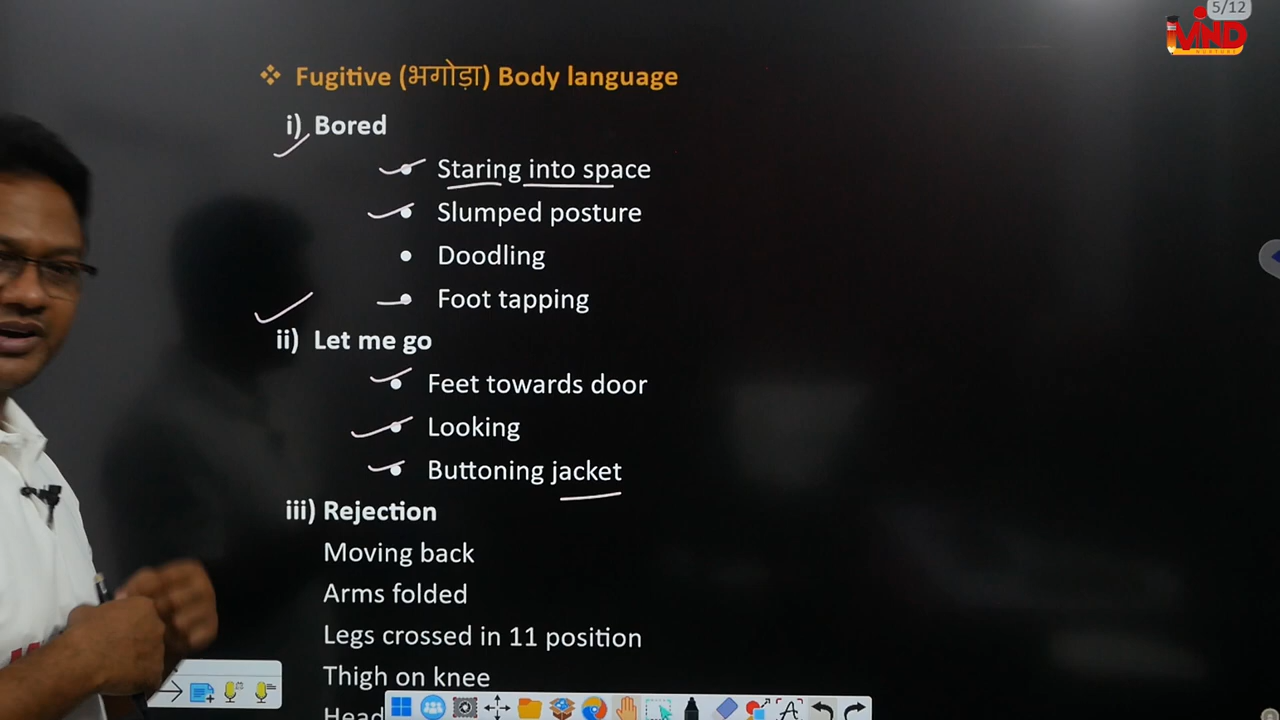 5/12
MIND
❖ Fugitive (भगोड़ा) Body language
i) Bored
• Staring into space
• Slumped posture
• Doodling
• Foot tapping
ii) Let me go
• Feet towards door
• Looking
• Buttoning jacket
iii) Rejection
Moving back
Arms folded
Legs crossed in 11 position
Thigh on knee
Head